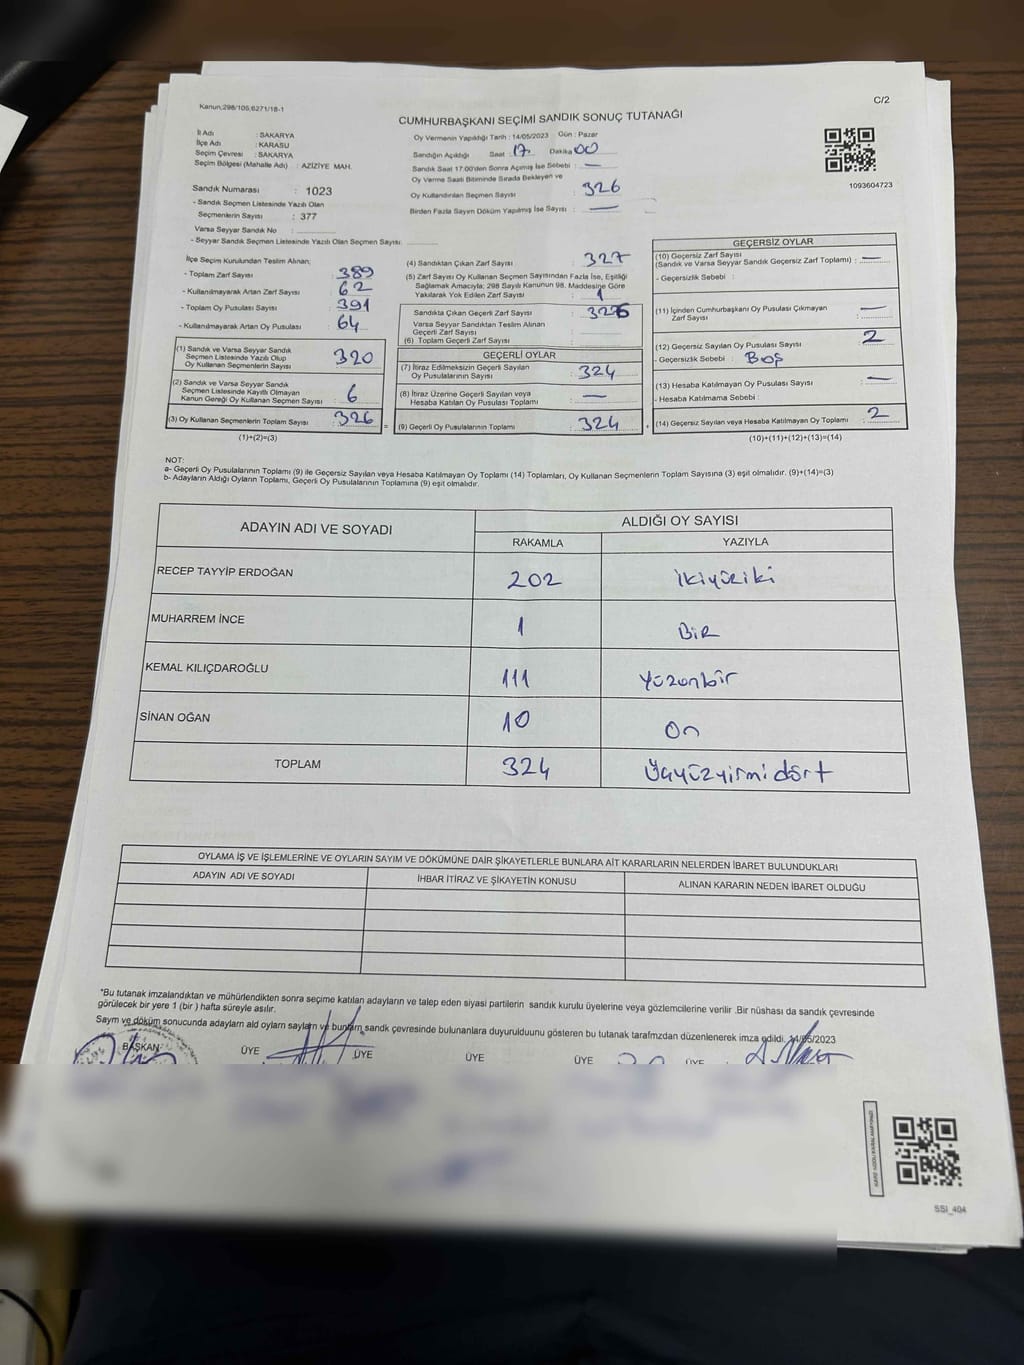 Kanun:298/105,6271/18-1
C/2
CUMHURBAŞKANI SEÇİMİ SANDIK SONUÇ TUTANAĞI
İl Adı : SAKARYA
İlçe Adı : KARASU
Seçim Çevresi : SAKARYA
Seçim Bölgesi (Mahalle Adı) : AZİZİYE MAH.
Sandık Numarası : 1023
- Sandık Seçmen Listesinde Yazılı Olan
Seçmenlerin Sayısı : 377
Varsa Seyyar Sandık No :
- Seyyar Sandık Seçmen Listesinde Yazılı Olan Seçmen Sayısı:
Oy Vermenin Yapıldığı Tarih : 14/05/2023 Gün : Pazar
Sandığın Açıldığı Saat 17 Dakika 00
Sandık Saat 17:00'den Sonra Açımış İse Sebebi : —
Oy Verme Saati Bitiminde Sırada Bekleyen ve
Oy Kullandırılan Seçmen Sayısı : 326
Birden Fazla Sayım Döküm Yapılmış İse Sayısı : —
1093604723
İlçe Seçim Kurulundan Teslim Alınan;
- Toplam Zarf Sayısı : 389
- Kullanılmayarak Artan Zarf Sayısı : 62
- Toplam Oy Pusulası Sayısı : 391
- Kullanılmayarak Artan Oy Pusulası : 64
(1) Sandık ve Varsa Seyyar Sandık
Seçmen Listesinde Yazılı Olup
Oy Kullanan Seçmenlerin Sayısı : 320
(2) Sandık ve Varsa Seyyar Sandık
Seçmen Listesinde Kayıtlı Olmayan
Kanun Gereği Oy Kullanan Seçmen Sayısı : 6
(3) Oy Kullanan Seçmenlerin Toplam Sayısı : 326
(1)+(2)=(3)
(4) Sandıktan Çıkan Zarf Sayısı : 327
(5) Zarf Sayısı Oy Kullanan Seçmen Sayısından Fazla İse, Eşitliği
Sağlamak Amacıyla; 298 Sayılı Kanunun 98. Maddesine Göre
Yakılarak Yok Edilen Zarf Sayısı : 1
Sandıkta Çıkan Geçerli Zarf Sayısı : 326
Varsa Seyyar Sandıktan Teslim Alınan
Geçerli Zarf Sayısı :
(6) Toplam Geçerli Zarf Sayısı :
GEÇERLİ OYLAR
(7) İtiraz Edilmeksizin Geçerli Sayılan
Oy Pusulalarının Sayısı : 324
(8) İtiraz Üzerine Geçerli Sayılan veya
Hesaba Katılan Oy Pusulası Toplamı : —
(9) Geçerli Oy Pusulalarının Toplamı : 324
GEÇERSİZ OYLAR
(10) Geçersiz Zarf Sayısı
(Sandık ve Varsa Seyyar Sandık Geçersiz Zarf Toplamı) : —
- Geçersizlik Sebebi :
(11) İçinden Cumhurbaşkanı Oy Pusulası Çıkmayan
Zarf Sayısı : —
(12) Geçersiz Sayılan Oy Pusulası Sayısı : 2
- Geçersizlik Sebebi : Boş
(13) Hesaba Katılmayan Oy Pusulası Sayısı : —
- Hesaba Katılmama Sebebi :
(14) Geçersiz Sayılan veya Hesaba Katılmayan Oy Toplamı : 2
(10)+(11)+(12)+(13)=(14)
NOT:
a- Geçerli Oy Pusulalarının Toplamı (9) ile Geçersiz Sayılan veya Hesaba Katılmayan Oy Toplamı (14) Toplamları, Oy Kullanan Seçmenlerin Toplam Sayısına (3) eşit olmalıdır. (9)+(14)=(3)
b- Adayların Aldığı Oyların Toplamı, Geçerli Oy Pusulalarının Toplamına (9) eşit olmalıdır.
ADAYIN ADI VE SOYADI ALDIĞI OY SAYISI
RAKAMLA YAZIYLA
RECEP TAYYİP ERDOĞAN 202 ikiyüziki
MUHARREM İNCE 1 Bir
KEMAL KILIÇDAROĞLU 111 Yüzonbir
SİNAN OĞAN 10 On
TOPLAM 324 Üçyüzyirmi dört
OYLAMA İŞ VE İŞLEMLERİNE VE OYLARIN SAYIM VE DÖKÜMÜNE DAİR ŞİKAYETLERLE BUNLARA AİT KARARLARIN NELERDEN İBARET BULUNDUKLARI
ADAYIN ADI VE SOYADI İHBAR İTİRAZ VE ŞİKAYETİN KONUSU ALINAN KARARIN NEDEN İBARET OLDUĞU
"Bu tutanak imzalandıktan ve mühürlendikten sonra seçime katılan adayların ve talep eden siyasi partilerin sandık kurulu üyelerine veya gözlemcilerine verilir .Bir nüshası da sandık çevresinde
görülecek bir yere 1 (bir ) hafta süreyle asılır.
Sayım ve döküm sonucunda adayların ald oyların sayıları ve bunların sandık çevresinde bulunanlara duyurulduunu gösteren bu tutanak tarafmzdan düzenlenerek imza edildi. 14/05/2023
BAŞKAN ÜYE ÜYE ÜYE ÜYE ÜYE
SSİ_404